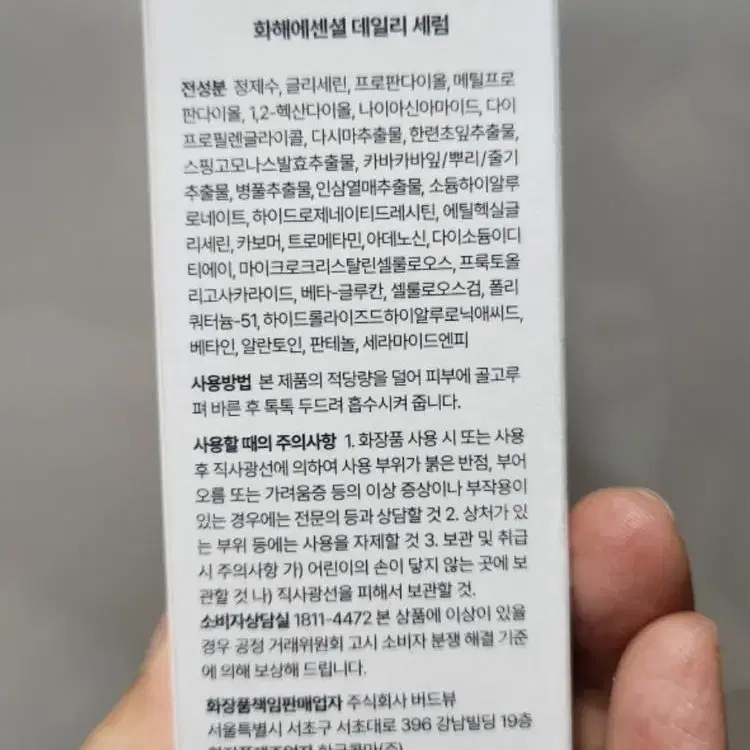 화해에센셜 데일리 세럼
전성분 정제수, 글리세린, 프로판다이올, 메틸프로
판다이올, 1,2-헥산다이올, 나이아신아마이드, 다이
프로필렌글라이콜, 다시마추출물, 한련초잎추출물,
스핑고모나스발효추출물, 카바카바잎/뿌리/줄기
추출물, 병풀추출물, 인삼열매추출물, 소듐하이알루
로네이트, 하이드로제네이티드레시틴, 에틸헥실글
리세린, 카보머, 트로메타민, 아데노신, 다이소듐이디
티에이, 마이크로크리스탈린셀룰로오스, 프룩토올
리고사카라이드, 베타-글루칸, 셀룰로오스검, 폴리
쿼터늄-51, 하이드롤라이즈드하이알루로닉애씨드,
베타인, 알란토인, 판테놀, 세라마이드엔피
사용방법 본 제품의 적당량을 덜어 피부에 골고루
펴 바른 후 톡톡 두드려 흡수시켜 줍니다.
사용할 때의 주의사항 1. 화장품 사용 시 또는 사용
후 직사광선에 의하여 사용 부위가 붉은 반점, 부어
오름 또는 가려움증 등의 이상 증상이나 부작용이
있는 경우에는 전문의 등과 상담할 것 2. 상처가 있
는 부위 등에는 사용을 자제할 것 3. 보관 및 취급
시 주의사항 가) 어린이의 손이 닿지 않는 곳에 보
관할 것 나) 직사광선을 피해서 보관할 것.
소비자상담실 1811-4472 본 상품에 이상이 있을
경우 공정 거래위원회 고시 소비자 분쟁 해결 기준
에 의해 보상해 드립니다.
화장품책임판매업자 주식회사 버드뷰
서울특별시 서초구 서초대로 396 강남빌딩 19층